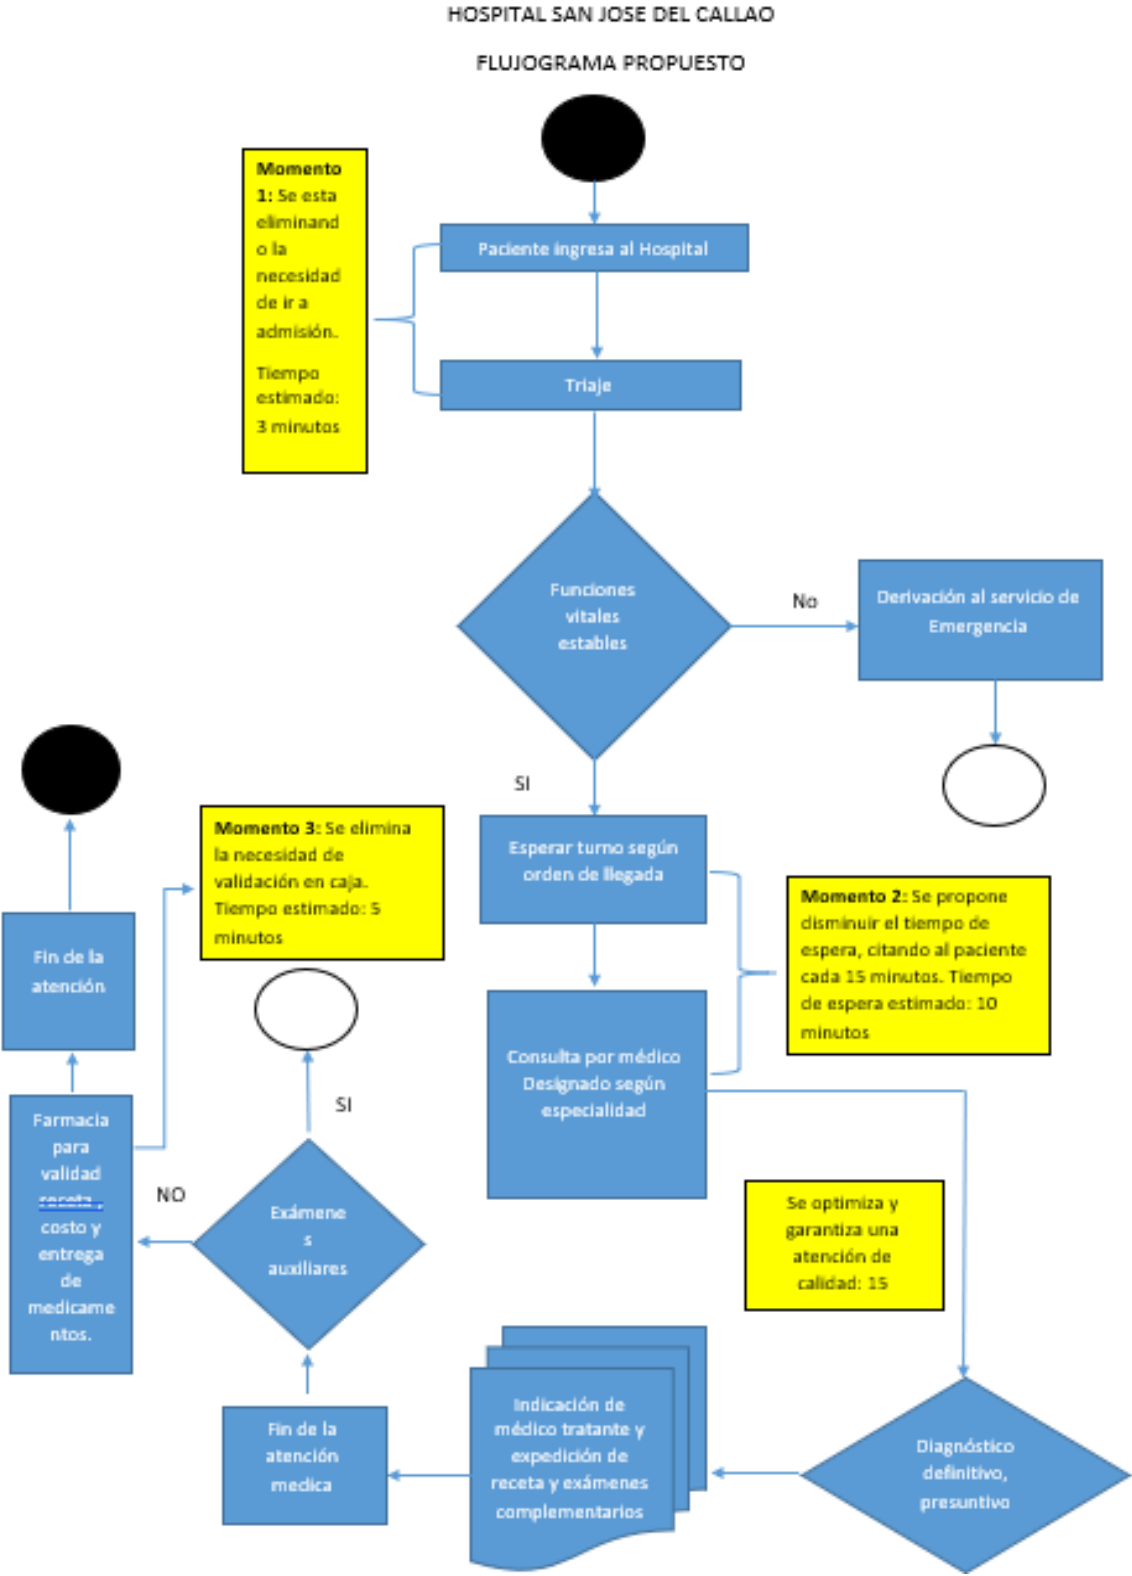 HOSPITAL SAN JOSE DEL CALLAO
FLUJOGRAMA PROPUESTO
Momento
1: Se esta
eliminand
o la
necesidad
de ir a
admisión.
Tiempo
estimado:
3 minutos
Paciente ingresa al Hospital
Triaje
Funciones
vitales
estables
No
Derivación al servicio de
Emergencia
SI
Esperar turno según
orden de llegada
Momento 2: Se propone
disminuir el tiempo de
espera, citando al paciente
cada 15 minutos. Tiempo
de espera estimado: 10
minutos
Consulta por médico
Designado según
especialidad
Se optimiza y
garantiza una
atención de
calidad: 15
Diagnóstico
definitivo,
presuntivo
Indicación de
médico tratante y
expedición de
receta y exámenes
complementarios
Fin de la
atención
medica
Exámene
s
auxiliares
SI
NO
Momento 3: Se elimina
la necesidad de
validación en caja.
Tiempo estimado: 5
minutos
Farmacia
para
validad
receta ,
costo y
entrega
de
medicame
ntos.
Fin de la
atención